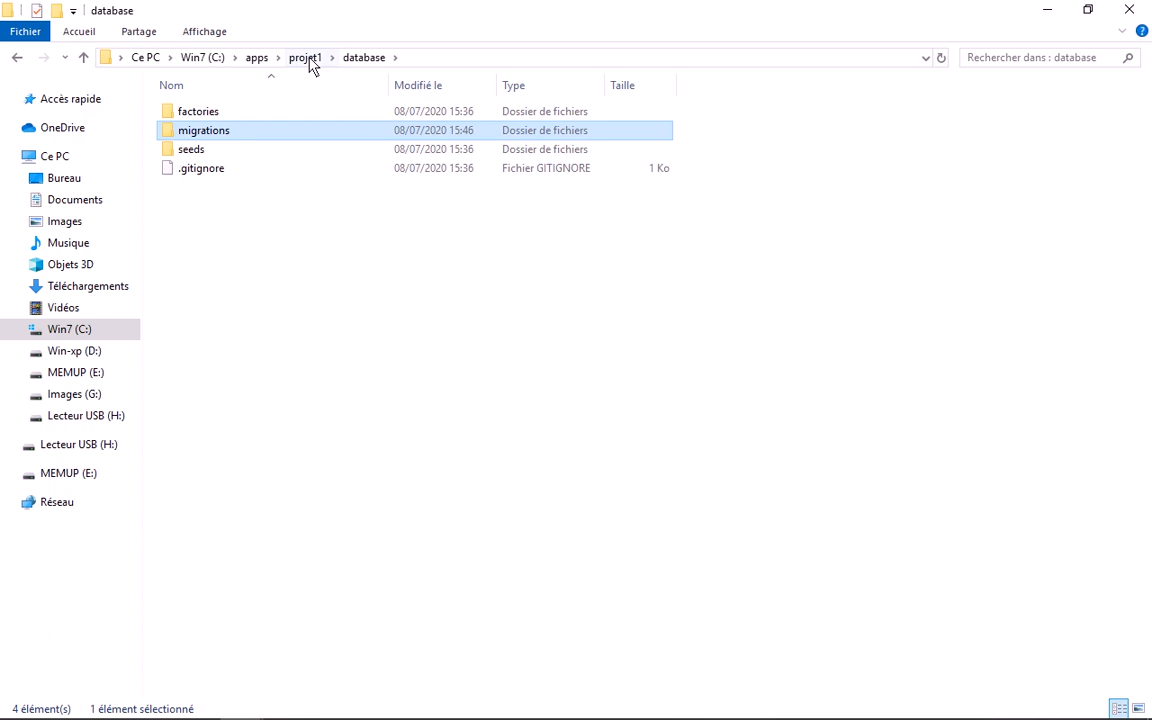 database
Fichier Accueil Partage Affichage
Ce PC Win7 (C:) apps projet1 database Rechercher dans : database
Nom Modifié le Type Taille
Accès rapide
OneDrive
Ce PC
Bureau
Documents
Images
Musique
Objets 3D
Téléchargements
Vidéos
Win7 (C:)
Win-xp (D:)
MEMUP (E:)
Images (G:)
Lecteur USB (H:)
Lecteur USB (H:)
MEMUP (E:)
Réseau
factories 08/07/2020 15:36 Dossier de fichiers
migrations 08/07/2020 15:46 Dossier de fichiers
seeds 08/07/2020 15:36 Dossier de fichiers
.gitignore 08/07/2020 15:36 Fichier GITIGNORE 1 Ko
4 élément(s) 1 élément sélectionné